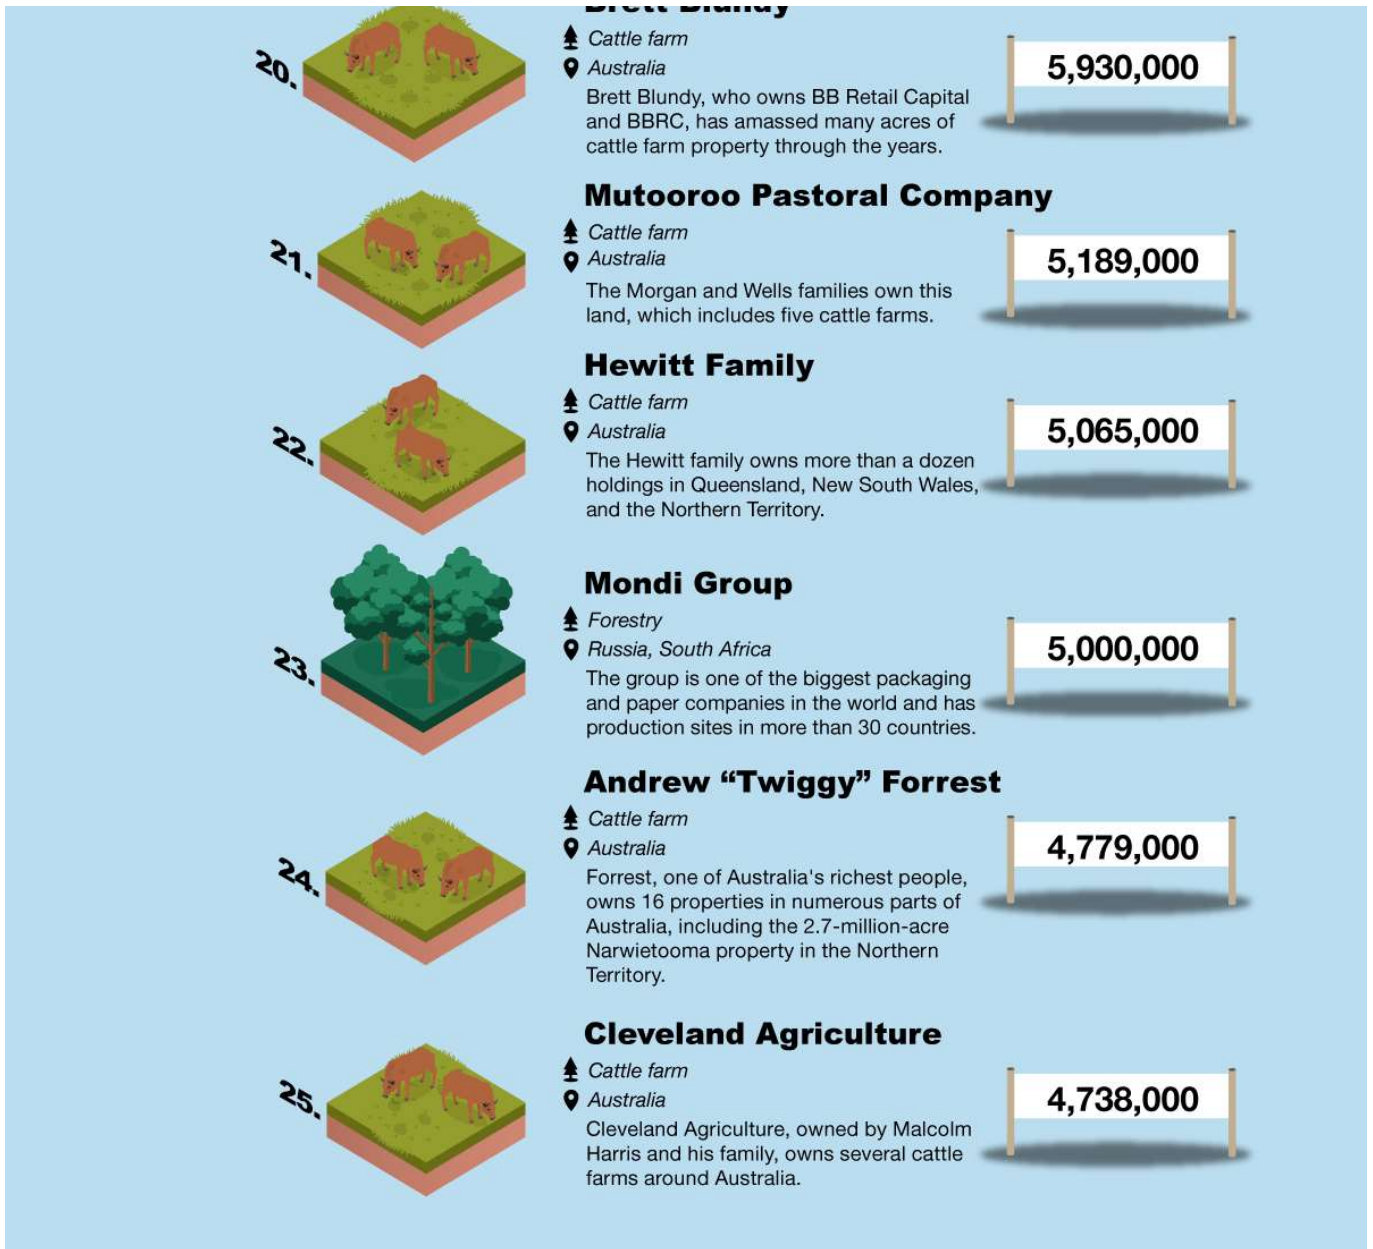 Brett Blundy
20.
Cattle farm
Australia
Brett Blundy, who owns BB Retail Capital
and BBRC, has amassed many acres of
cattle farm property through the years.
5,930,000
Mutooroo Pastoral Company
21.
Cattle farm
Australia
The Morgan and Wells families own this
land, which includes five cattle farms.
5,189,000
Hewitt Family
22.
Cattle farm
Australia
The Hewitt family owns more than a dozen
holdings in Queensland, New South Wales,
and the Northern Territory.
5,065,000
Mondi Group
23.
Forestry
Russia, South Africa
The group is one of the biggest packaging
and paper companies in the world and has
production sites in more than 30 countries.
5,000,000
Andrew “Twiggy” Forrest
24.
Cattle farm
Australia
Forrest, one of Australia's richest people,
owns 16 properties in numerous parts of
Australia, including the 2.7-million-acre
Narwietooma property in the Northern
Territory.
4,779,000
Cleveland Agriculture
25.
Cattle farm
Australia
Cleveland Agriculture, owned by Malcolm
Harris and his family, owns several cattle
farms around Australia.
4,738,000